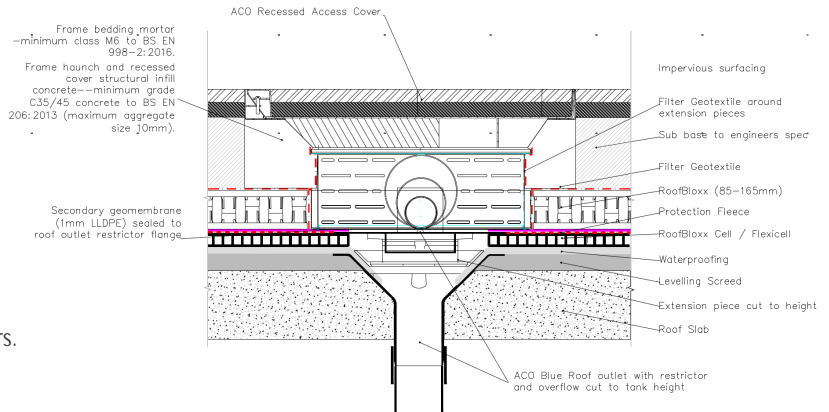 ACO Recessed Access Cover
Frame bedding mortar
-minimum class M6 to BS EN
998-2:2016.
Frame haunch and recessed
cover structural infill
concrete--minimum grade
C35/45 concrete to BS EN
206:2013 (maximum aggregate
size 10mm).
Secondary geomembrane
(1mm LLDPE) sealed to
roof outlet restrictor flange
rs.
Impervious surfacing
Filter Geotextile around
extension pieces
Sub base to engineers spec
Filter Geotextile
RoofBloxx (85-165mm)
Protection Fleece
RoofBloxx Cell / Flexicell
Waterproofing
Levelling Screed
Extension piece cut to height
Roof Slab
ACO Blue Roof outlet with restrictor
and overflow cut to tank height